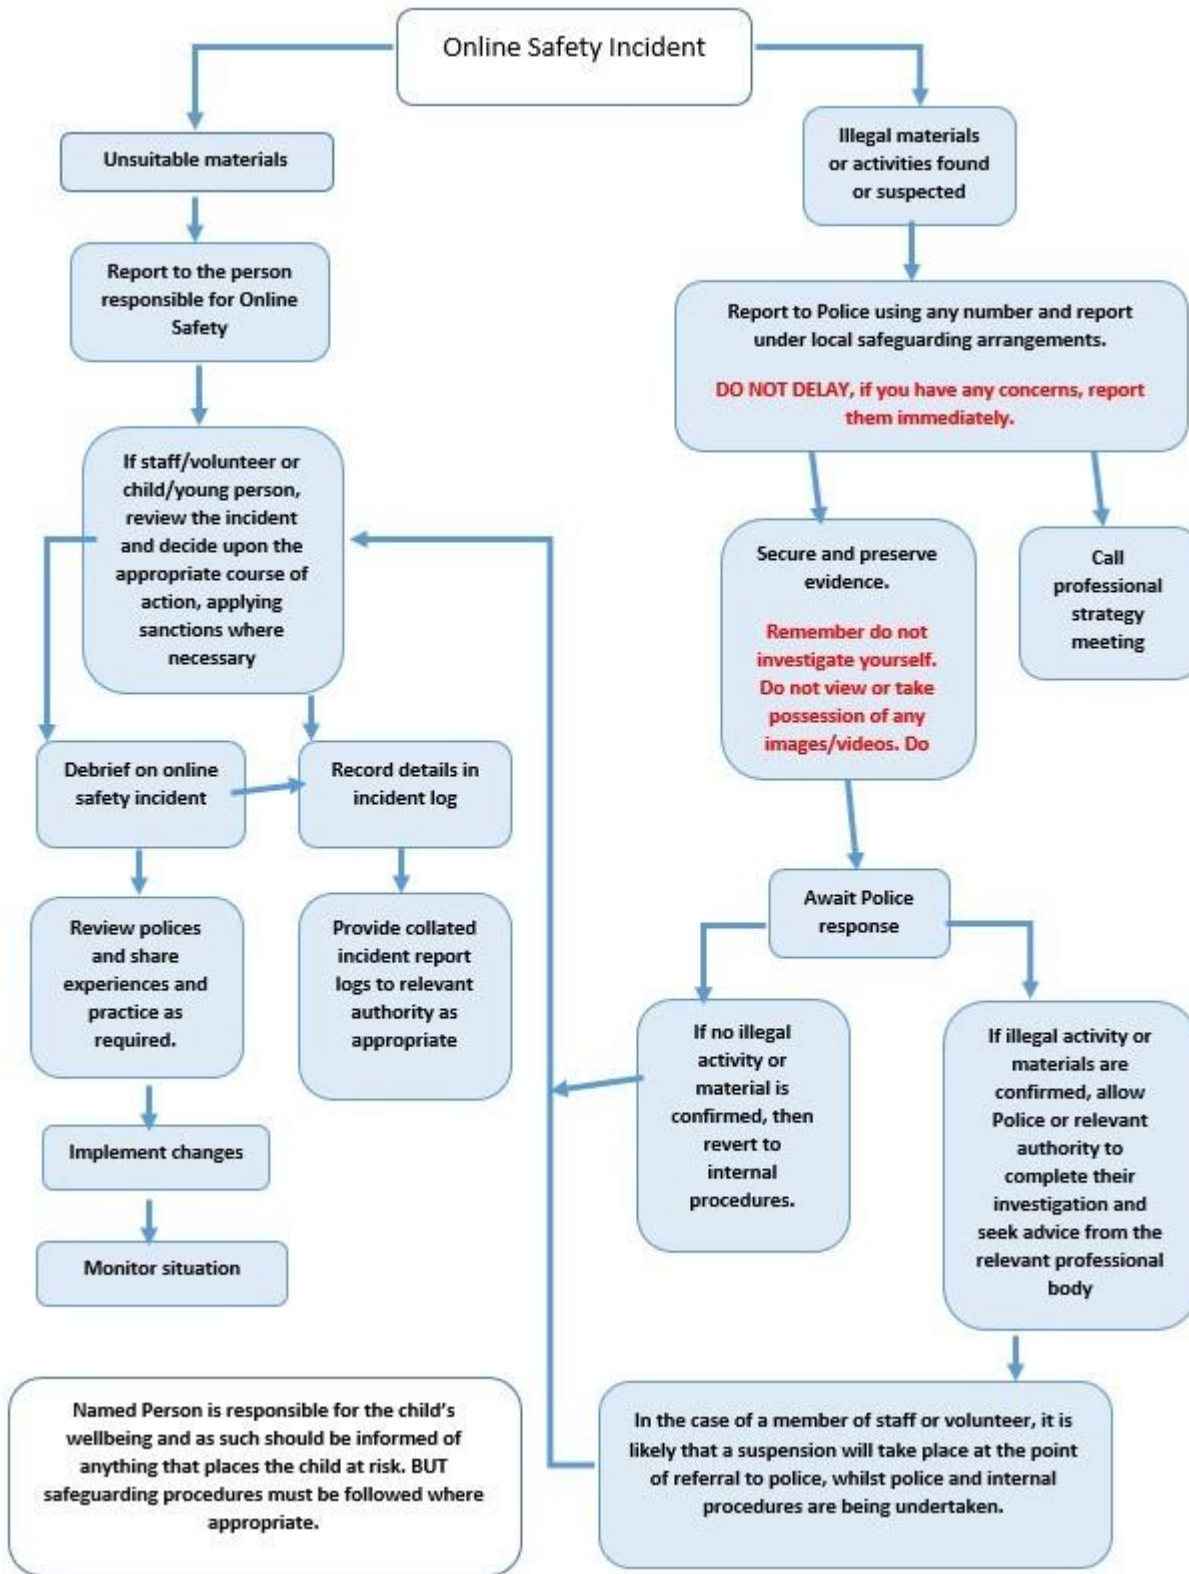 Online Safety Incident
Unsuitable materials
Report to the person
responsible for Online
Safety
If staff/volunteer or
child/young person,
review the incident
and decide upon the
appropriate course of
action, applying
sanctions where
necessary
Debrief on online
safety incident
Record details in
incident log
Review polices
and share
experiences and
practice as
required.
Provide collated
incident report
logs to relevant
authority as
appropriate
Implement changes
Monitor situation
Illegal materials
or activities found
or suspected
Report to Police using any number and report
under local safeguarding arrangements.
DO NOT DELAY, if you have any concerns, report
them immediately.
Secure and preserve
evidence.
Remember do not
investigate yourself.
Do not view or take
possession of any
images/videos. Do
Call
professional
strategy
meeting
Await Police
response
If no illegal
activity or
material is
confirmed, then
revert to
internal
procedures.
If illegal activity or
materials are
confirmed, allow
Police or relevant
authority to
complete their
investigation and
seek advice from the
relevant professional
body
In the case of a member of staff or volunteer, it is
likely that a suspension will take place at the point
of referral to police, whilst police and internal
procedures are being undertaken.
Named Person is responsible for the child's
wellbeing and as such should be informed of
anything that places the child at risk. BUT
safeguarding procedures must be followed where
appropriate.